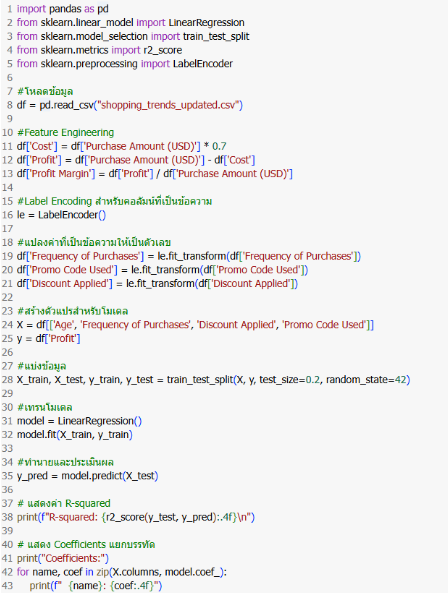 1 import pandas as pd
2 from sklearn.linear_model import LinearRegression
3 from sklearn.model_selection import train_test_split
4 from sklearn.metrics import r2_score
5 from sklearn.preprocessing import LabelEncoder
6
7 #โหลดข้อมูล
8 df = pd.read_csv("shopping_trends_updated.csv")
9
10 #Feature Engineering
11 df['Cost'] = df['Purchase Amount (USD)'] * 0.7
12 df['Profit'] = df['Purchase Amount (USD)'] - df['Cost']
13 df['Profit Margin'] = df['Profit'] / df['Purchase Amount (USD)']
14
15 #Label Encoding สำหรับคอลัมน์ที่เป็นข้อความ
16 le = LabelEncoder()
17
18 #แปลงค่าที่เป็นข้อความให้เป็นตัวเลข
19 df['Frequency of Purchases'] = le.fit_transform(df['Frequency of Purchases'])
20 df['Promo Code Used'] = le.fit_transform(df['Promo Code Used'])
21 df['Discount Applied'] = le.fit_transform(df['Discount Applied'])
22
23 #สร้างตัวแปรสำหรับโมเดล
24 X = df[['Age', 'Frequency of Purchases', 'Discount Applied', 'Promo Code Used']]
25 y = df['Profit']
26
27 #แบ่งข้อมูล
28 X_train, X_test, y_train, y_test = train_test_split(X, y, test_size=0.2, random_state=42)
29
30 #เทรนโมเดล
31 model = LinearRegression()
32 model.fit(X_train, y_train)
33
34 #ทำนายและประเมินผล
35 y_pred = model.predict(X_test)
36
37 # แสดงค่า R-squared
38 print(f"R-squared: {r2_score(y_test, y_pred):.4f}\n")
39
40 # แสดง Coefficients แยกบรรทัด
41 print("Coefficients:")
42 for name, coef in zip(X.columns, model.coef_):
43     print(f"  {name}: {coef:.4f}")